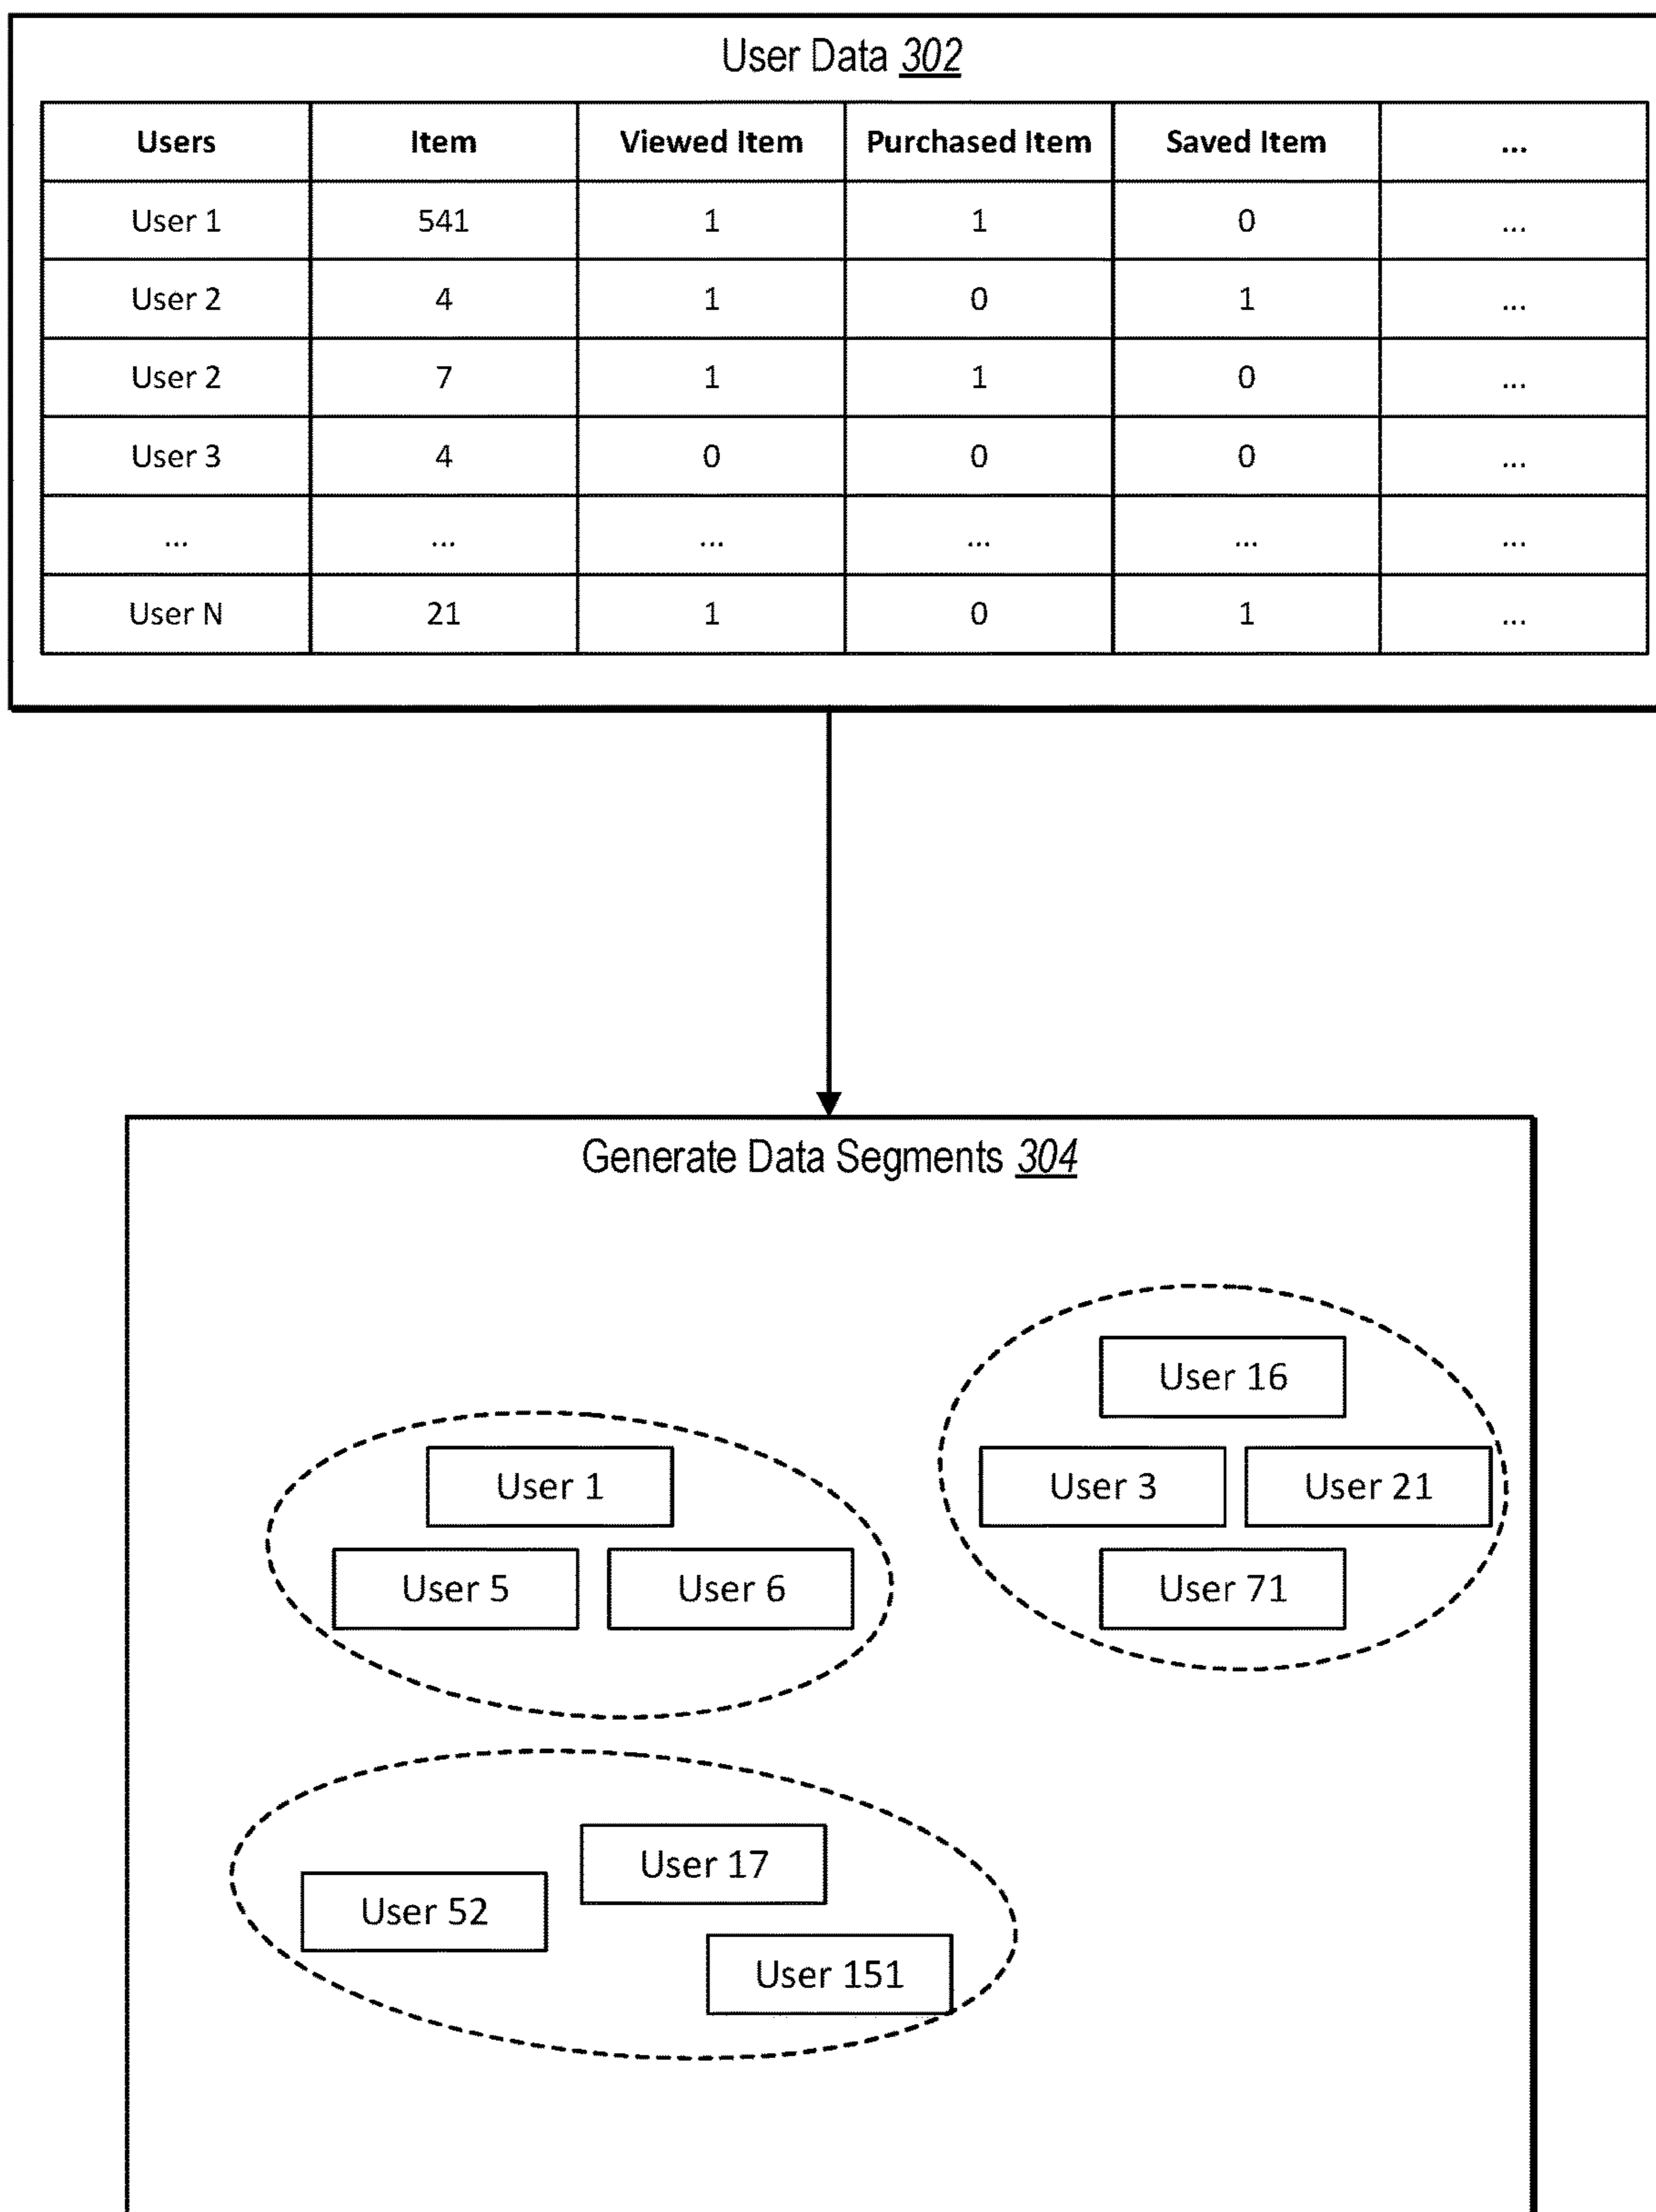 User Data 302
Users Item Viewed Item Purchased Item Saved Item ...
User 1 541 1 1 0 ...
User 2 4 1 0 1 ...
User 2 7 1 1 0 ...
User 3 4 0 0 0 ...
... ... ... ... ... ...
User N 21 1 0 1 ...
Generate Data Segments 304
User 16
User 1
User 3 User 21
User 5 User 6
User 71
User 17
User 52
User 151